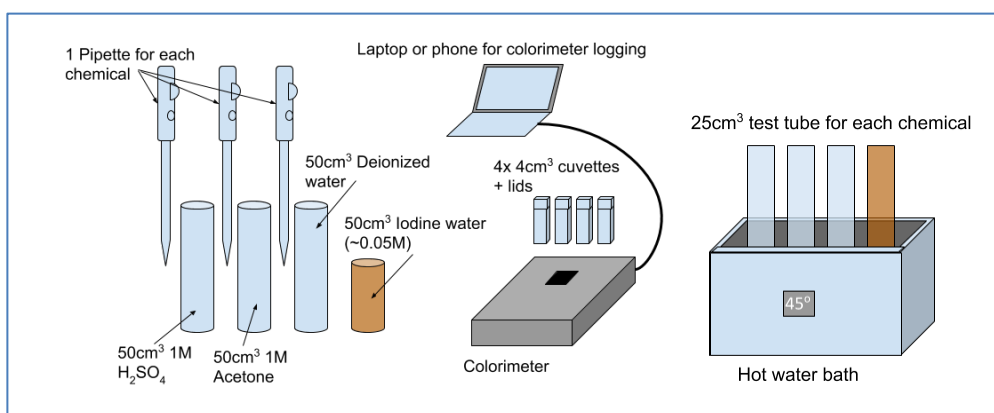 1 Pipette for each
chemical
50cm³ Deionized
water
50cm³ Iodine water
(~0.05M)
50cm³ 1M
H₂SO₄
50cm³ 1M
Acetone
Laptop or phone for colorimeter logging
4x 4cm³ cuvettes
+ lids
Colorimeter
25cm³ test tube for each chemical
45º
Hot water bath